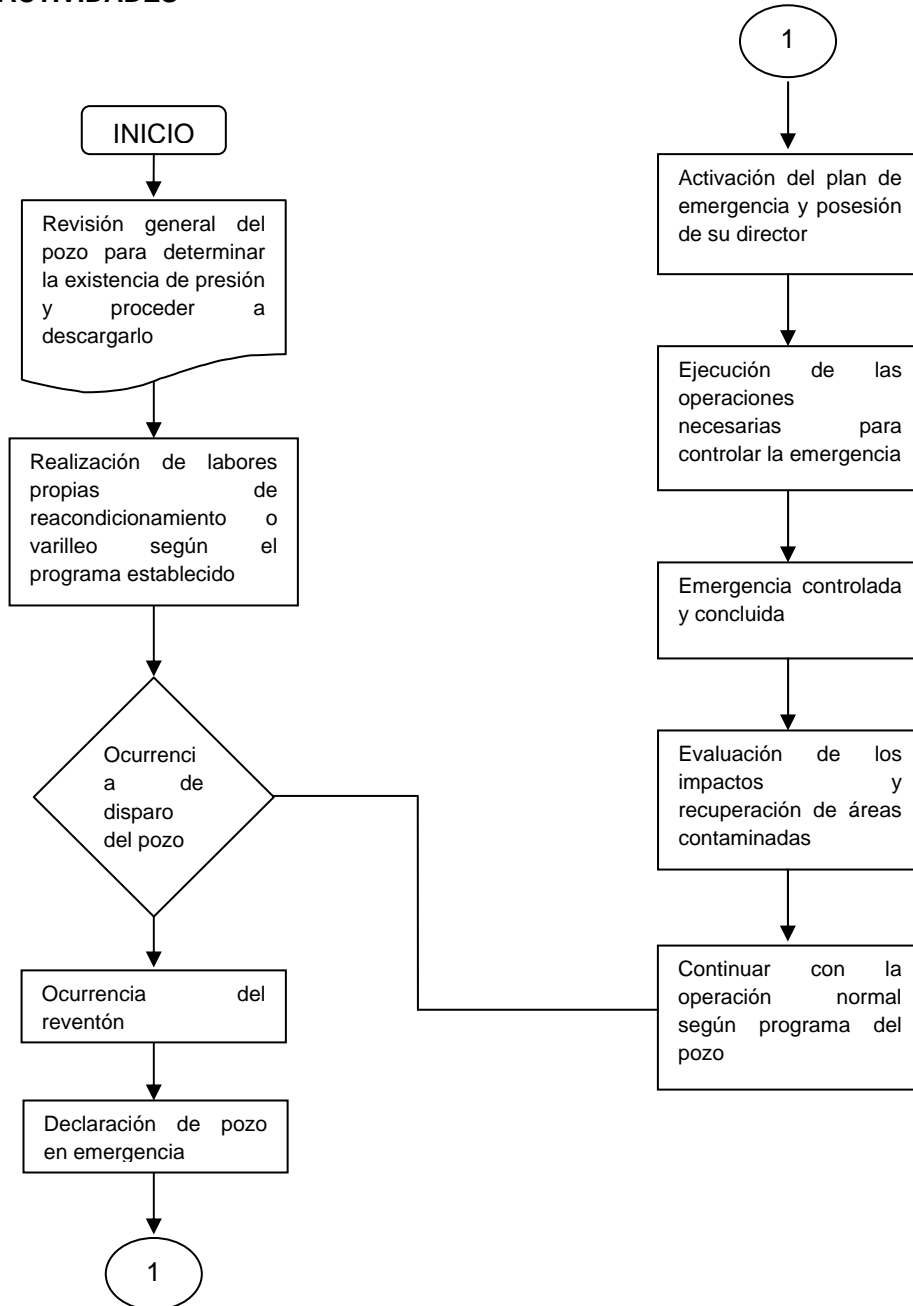 INICIO
Revisión general del
pozo para determinar
la existencia de presión
y proceder a
descargarlo
Realización de labores
propias de
reacondicionamiento o
varilleo según el
programa establecido
Ocurrenci
a de
disparo
del pozo
Ocurrencia del
reventón
Declaración de pozo
en emergencia
1
1
Activación del plan de
emergencia y posesión
de su director
Ejecución de las
operaciones
necesarias para
controlar la emergencia
Emergencia controlada
y concluida
Evaluación de los
impactos y
recuperación de áreas
contaminadas
Continuar con la
operación normal
según programa del
pozo